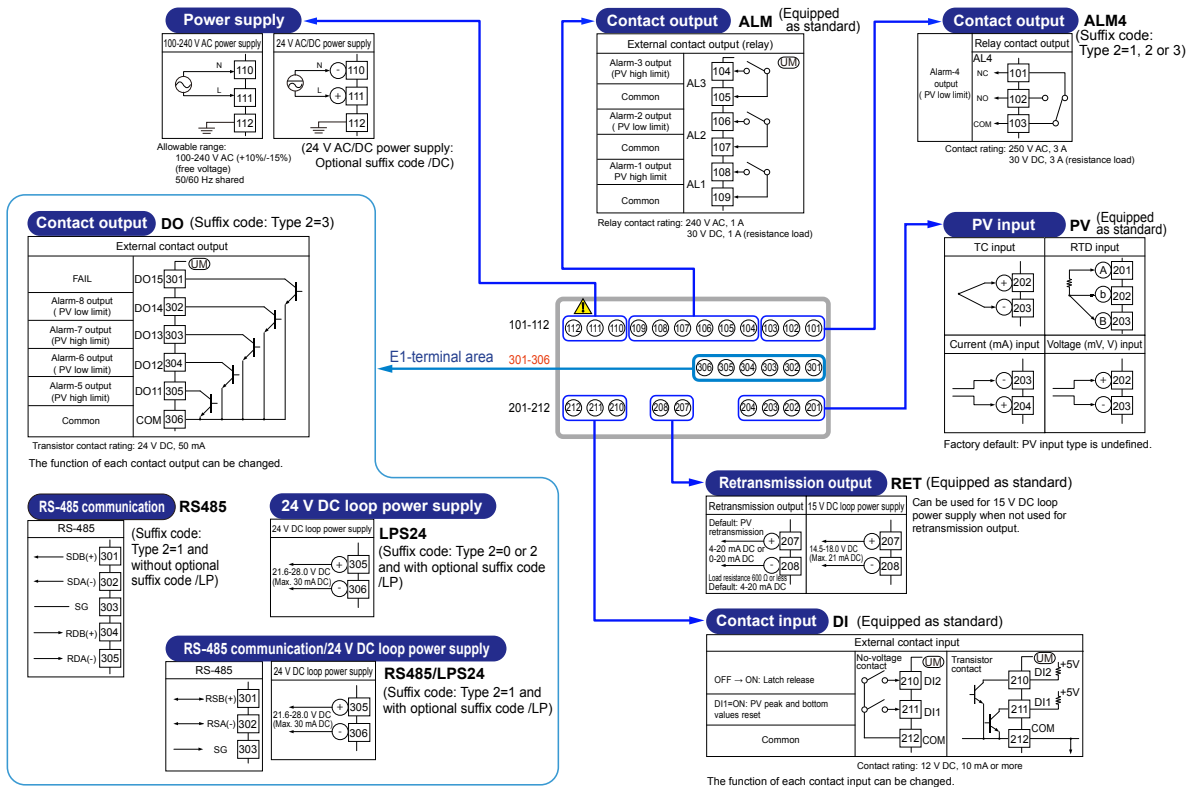 Power supply
100-240 V AC power supply
24 V AC/DC power supply
N
110
L
111
112
N
-
110
L
+
111
112
Allowable range:
100-240 V AC (+10%/-15%)
(free voltage)
50/60 Hz shared
(24 V AC/DC power supply:
Optional suffix code /DC)
Contact output ALM (Equipped
as standard)
External contact output (relay)
Alarm-3 output
(PV high limit)
Common
Alarm-2 output
( PV low limit)
Common
Alarm-1 output
PV high limit
Common
UM
AL3
104
105
AL2
106
107
AL1
108
109
Relay contact rating: 240 V AC, 1 A
30 V DC, 1 A (resistance load)
Contact output ALM4
(Suffix code:
Type 2=1, 2 or 3)
Relay contact output
Alarm-4
output
( PV low limit)
AL4
NC
101
NO
102
COM
103
Contact rating: 250 V AC, 3 A
30 V DC, 3 A (resistance load)
Contact output DO (Suffix code: Type 2=3)
External contact output
UM
FAIL
DO15 301
Alarm-8 output
( PV low limit)
DO14 302
Alarm-7 output
(PV high limit)
DO13 303
Alarm-6 output
( PV low limit)
DO12 304
Alarm-5 output
(PV high limit)
DO11 305
Common
COM 306
Transistor contact rating: 24 V DC, 50 mA
The function of each contact output can be changed.
E1-terminal area
101-112
112 111 110 109 108 107 106 105 104 103 102 101
301-306
306 305 304 303 302 301
201-212
212 211 210 208 207 204 203 202 201
PV input PV (Equipped
as standard)
TC input
RTD input
+
202
-
203
A
201
b
202
B
203
Current (mA) input
Voltage (mV, V) input
-
203
+
204
+
202
-
203
Factory default: PV input type is undefined.
RS-485 communication RS485
RS-485
SDB(+) 301
SDA(-) 302
SG 303
RDB(+) 304
RDA(-) 305
(Suffix code:
Type 2=1 and
without optional
suffix code /LP)
24 V DC loop power supply
24 V DC loop power supply
21.6-28.0 V DC
(Max. 30 mA DC)
+
305
-
306
LPS24
(Suffix code: Type 2=0 or 2
and with optional suffix code
/LP)
RS-485 communication/24 V DC loop power supply
RS-485
RSB(+) 301
RSA(-) 302
SG 303
24 V DC loop power supply
21.6-28.0 V DC
(Max. 30 mA DC)
+
305
-
306
RS485/LPS24
(Suffix code: Type 2=1 and
with optional suffix code /LP)
Retransmission output RET (Equipped as standard)
Retransmission output
15 V DC loop power supply
Default: PV
retransmission
4-20 mA DC or
0-20 mA DC
Load resistance 600 Ω or less
Default: 4-20 mA DC
+
207
-
208
14.5-18.0 V DC
(Max. 21 mA DC)
+
207
-
208
Can be used for 15 V DC loop
power supply when not used for
retransmission output.
Contact input DI (Equipped as standard)
External contact input
OFF → ON: Latch release
DI1=ON: PV peak and bottom
values reset
Common
No-voltage
contact
UM
210 DI2
211 DI1
212 COM
Transistor
contact
UM
210
DI2
+5V
211
DI1
+5V
212
COM
Contact rating: 12 V DC, 10 mA or more
The function of each contact input can be changed.